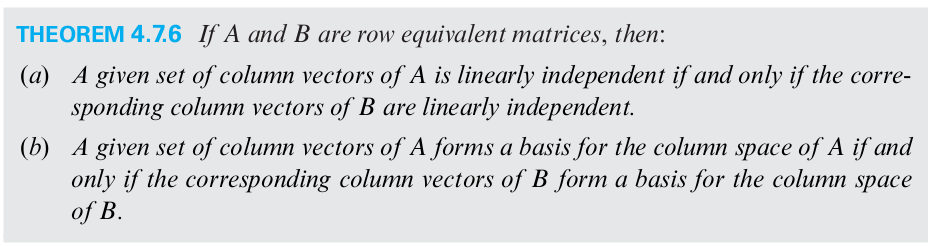 THEOREM 4.7.6 If A and B are row equivalent matrices, then:
(a) A given set of column vectors of A is linearly independent if and only if the corre-
sponding column vectors of B are linearly independent.
(b) A given set of column vectors of A forms a basis for the column space of A if and
only if the corresponding column vectors of B form a basis for the column space
of B.